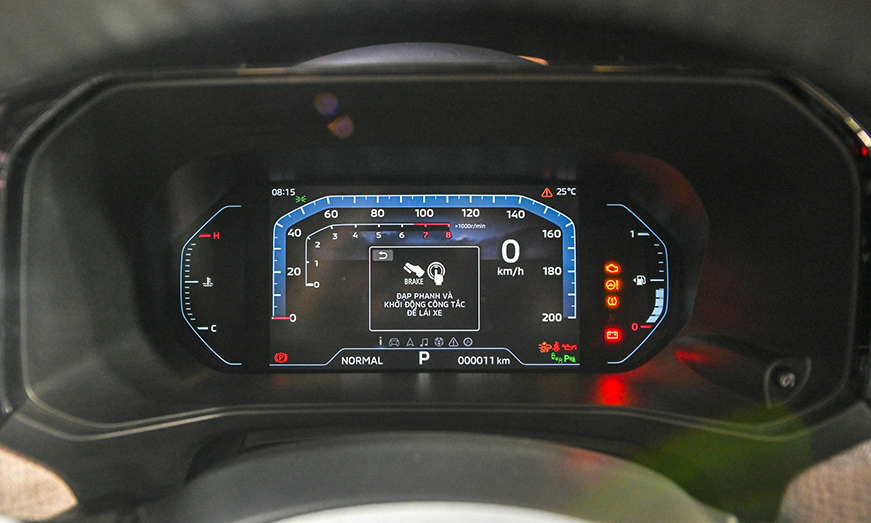 08:15
25°C
60 80 100 120 140
40 160
20 180
0 200
3 4 5 6 7 8 ×1000r/min
2
1
0
0
km/h
BRAKE
ĐẠP PHANH VÀ
KHỞI ĐỘNG CÔNG TẮC
ĐỂ LÁI XE
H
C
1
0
i
(P)
NORMAL
P
000011 km